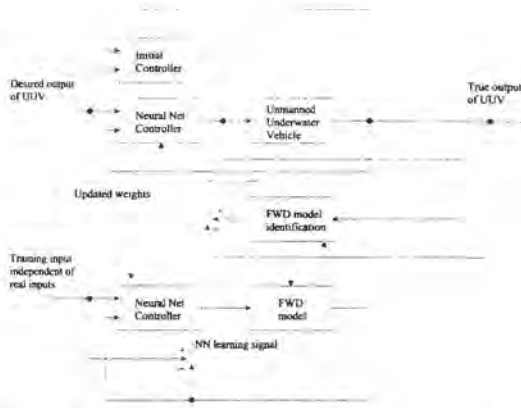 Initial
Controller
Desired output
of UUV
True output
of UUV
Neural Net
Controller
Unmanned
Underwater
Vehicle
Updated weights
FWD model
identification
Training input
independent of
real inputs
Neural Net
Controller
FWD
model
NN learning signal